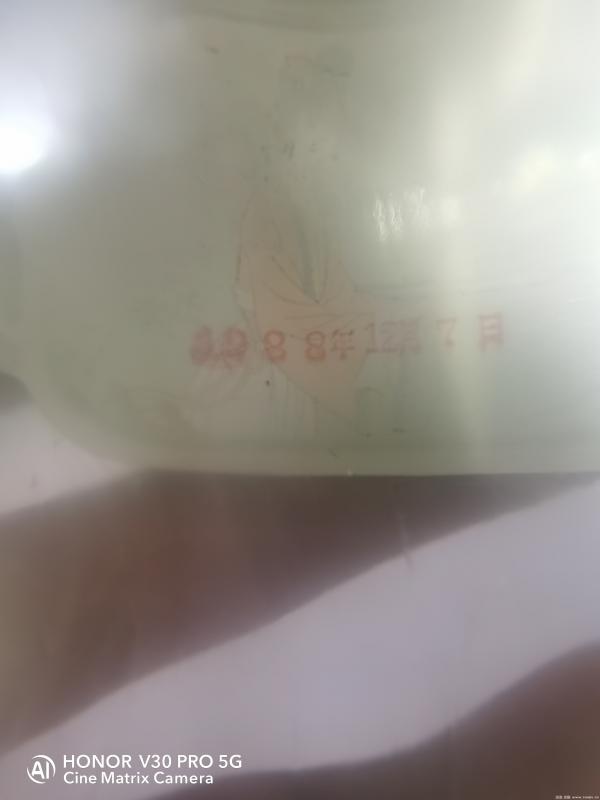 1988年12月7日
HONOR V30 PRO 5G
Cine Matrix Camera